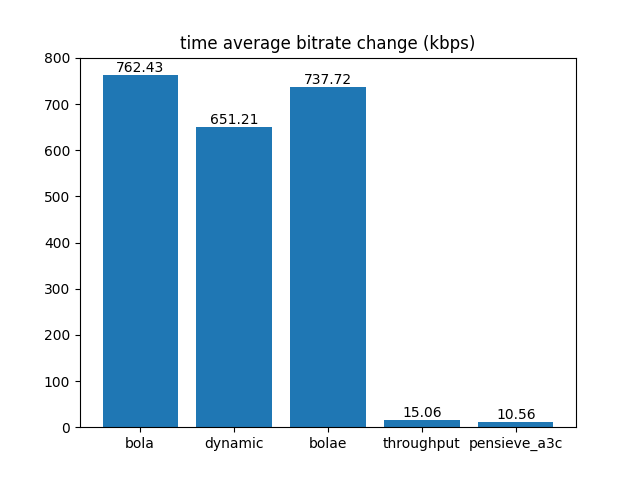 time average bitrate change (kbps)
800
700
600
500
400
300
200
100
0
762.43
651.21
737.72
15.06
10.56
bola
dynamic
bolae
throughput
pensieve_a3c